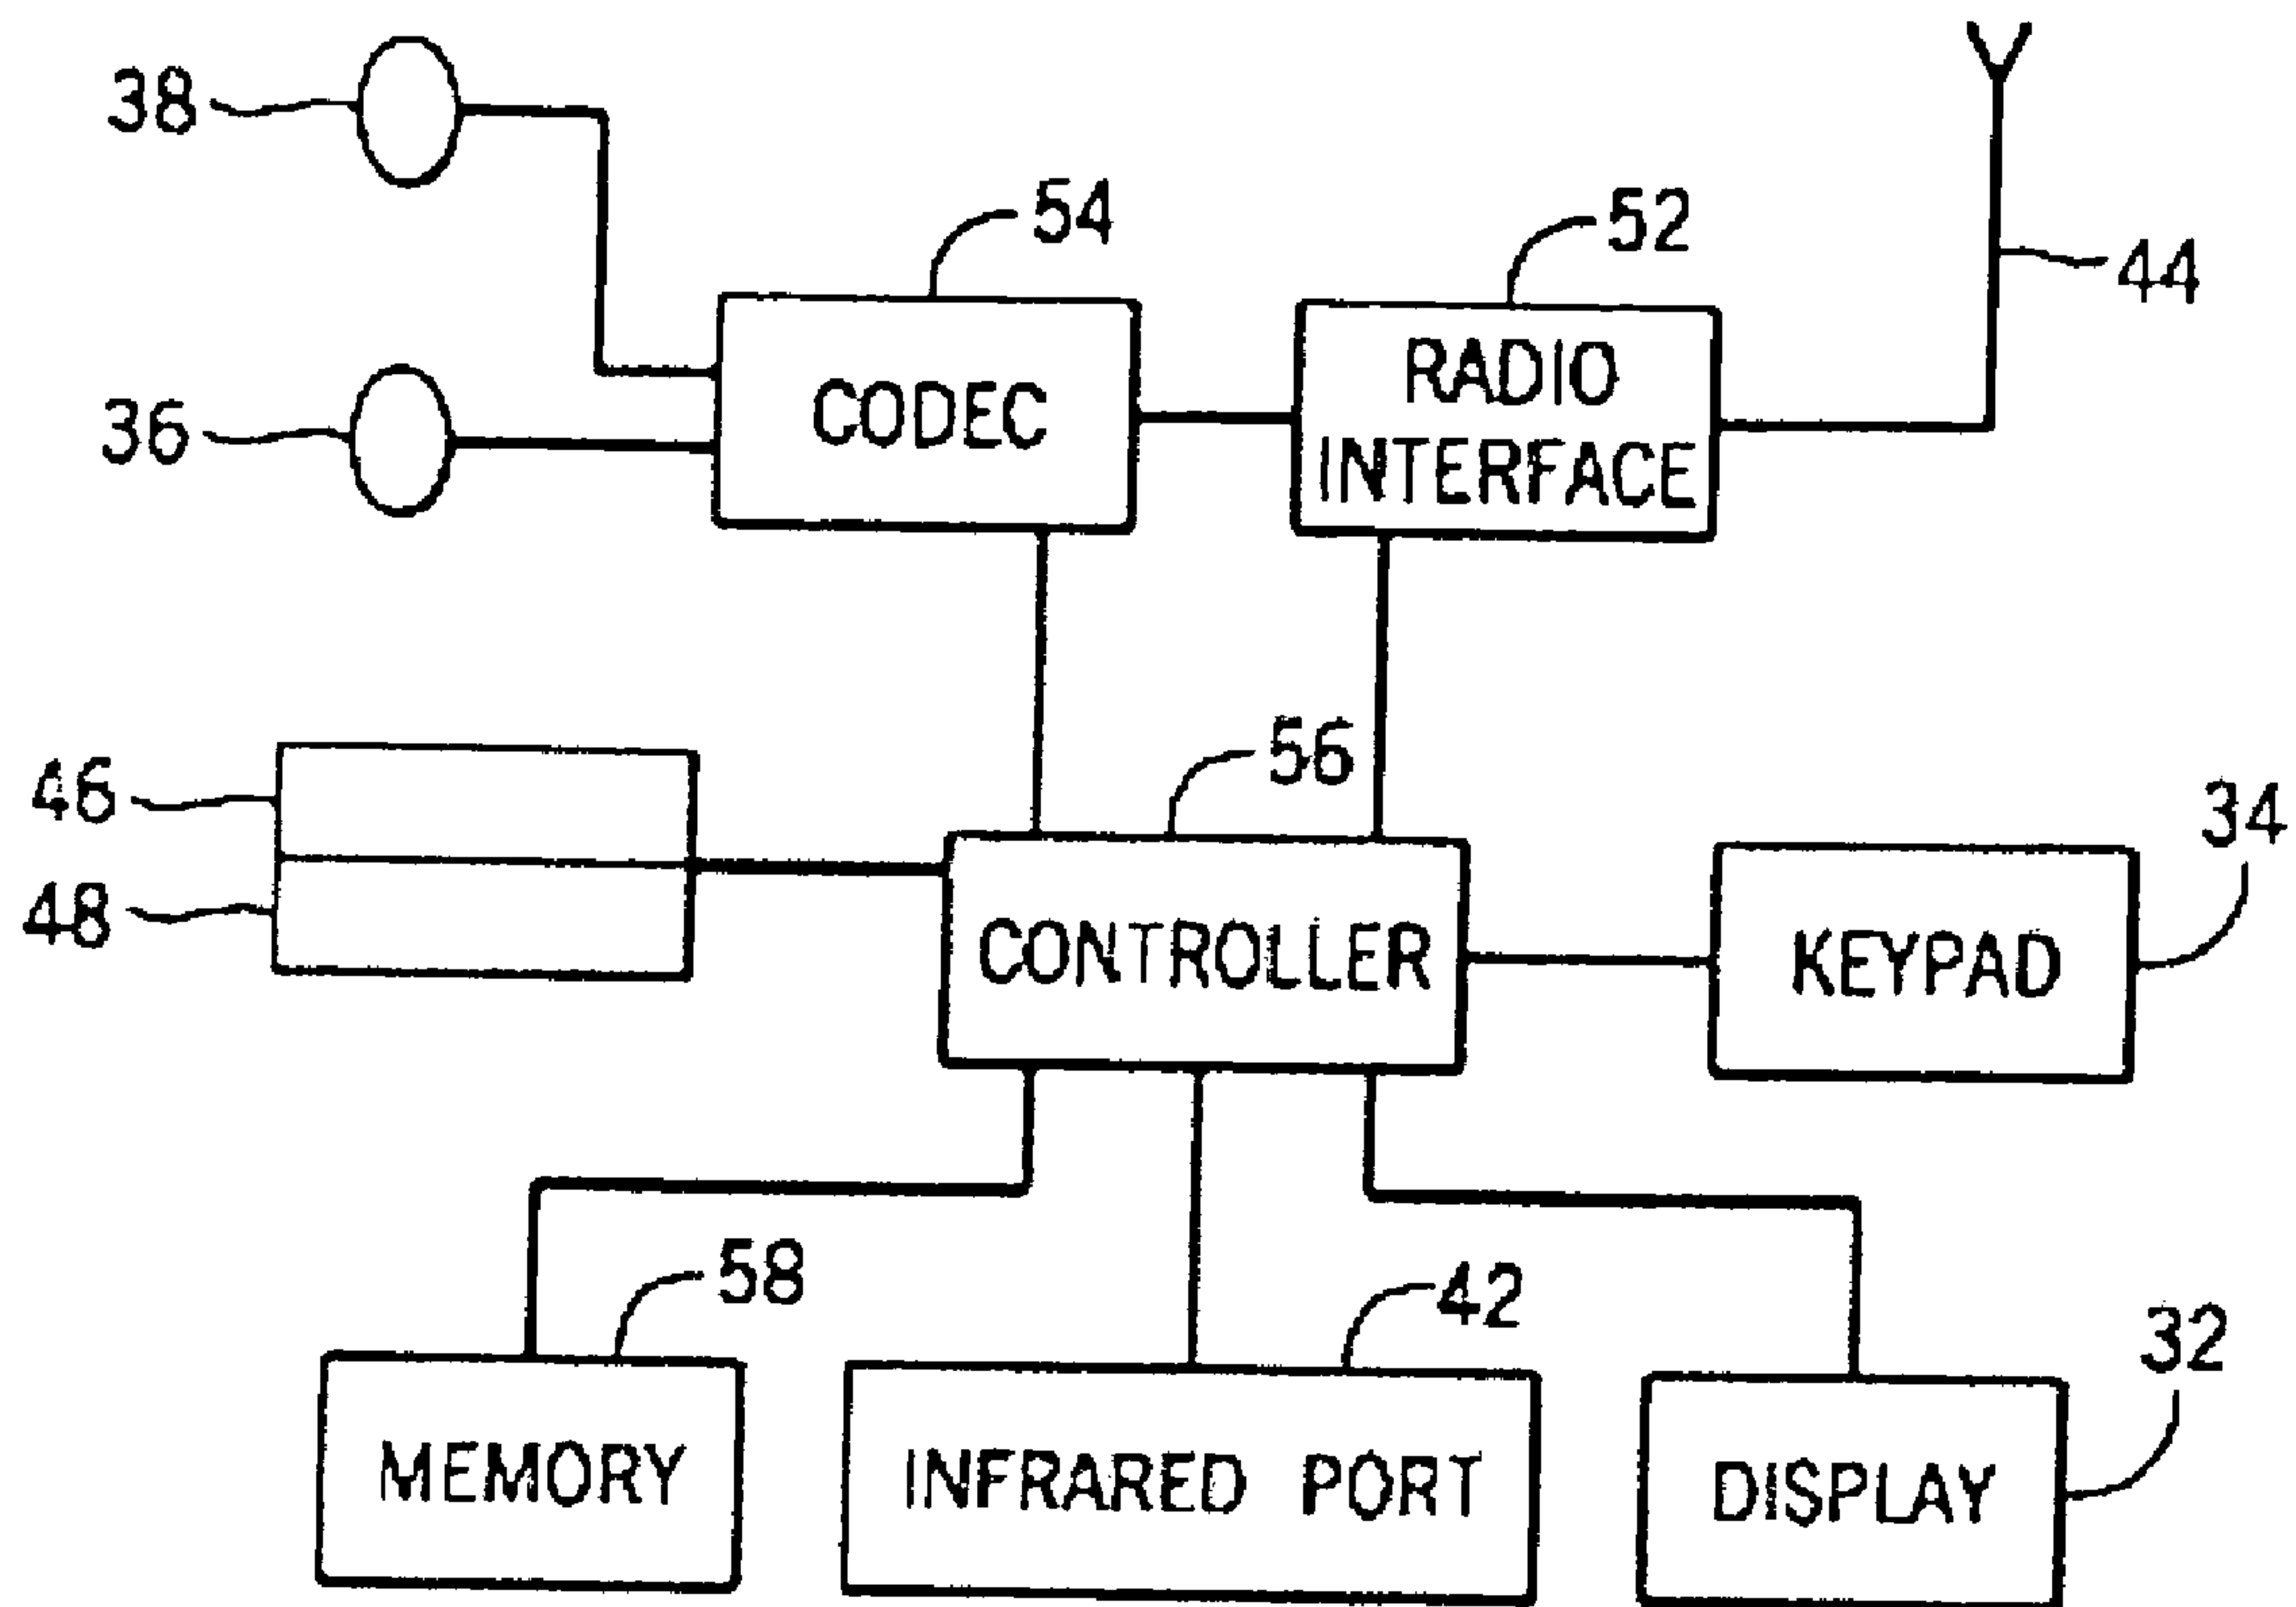 38
54
52
44
36
CODEC
RADIO
INTERFACE
46
56
34
48
CONTROLLER
KEYPAD
58
42
32
MEMORY
INFRARED PORT
DISPLAY